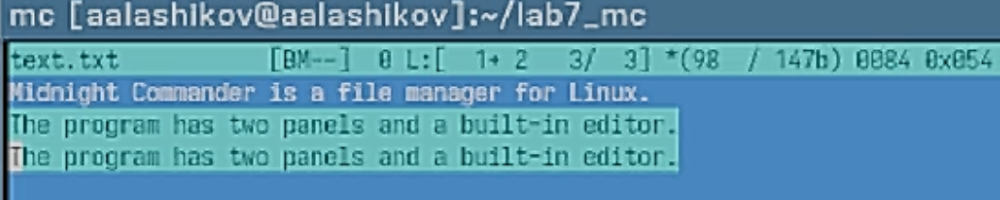 mc [aalashikov@aalashikov]:~/lab7_mc
text.txt [BM--] 0 L:[ 1+ 2 3/ 3] *(98 / 147b) 0084 0x054
Midnight Commander is a file manager for Linux.
The program has two panels and a built-in editor.
The program has two panels and a built-in editor.